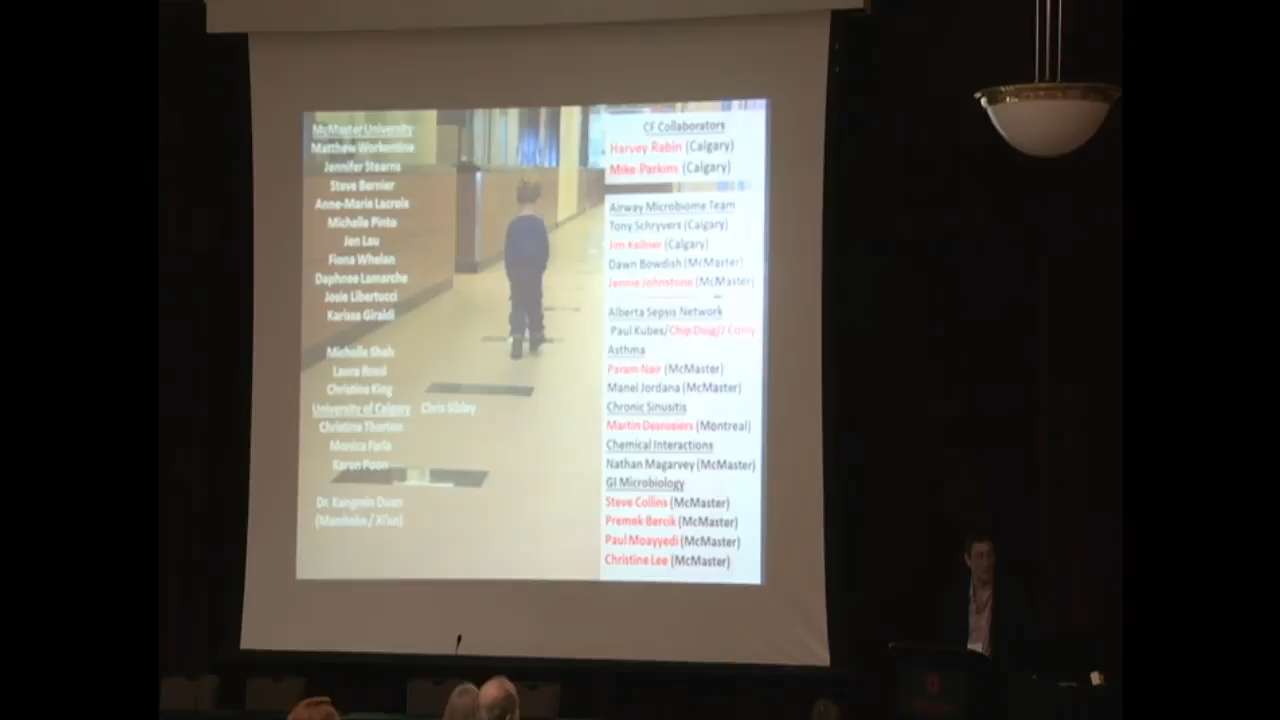 McMaster University
Matthew Workentine
Jennifer Stearns
Steve Bernier
Anne-Marie Lacroix
Michelle Pinto
Jen Lau
Fiona Whelan
Daphnee Lamarche
Josie Libertucci
Karissa Giraldi
Michelle Shah
Laura Rossi
Christine King
University of Calgary Chris Sibley
Christina Thorton
Monica Faria
Karen Poon
Dr. Kangmin Duan
(Manitoba / Xi'an)
CF Collaborators
Harvey Rabin (Calgary)
Mike Parkins (Calgary)
Airway Microbiome Team
Tony Schryvers (Calgary)
Jim Kellner (Calgary)
Dawn Bowdish (McMaster)
Jennie Johnstone (McMaster)
Alberta Sepsis Network
Paul Kubes/Chip Doig/J Conly
Asthma
Param Nair (McMaster)
Manel Jordana (McMaster)
Chronic Sinusitis
Martin Desrosiers (Montreal)
Chemical Interactions
Nathan Magarvey (McMaster)
GI Microbiology
Steve Collins (McMaster)
Premek Bercik (McMaster)
Paul Moayyedi (McMaster)
Christine Lee (McMaster)